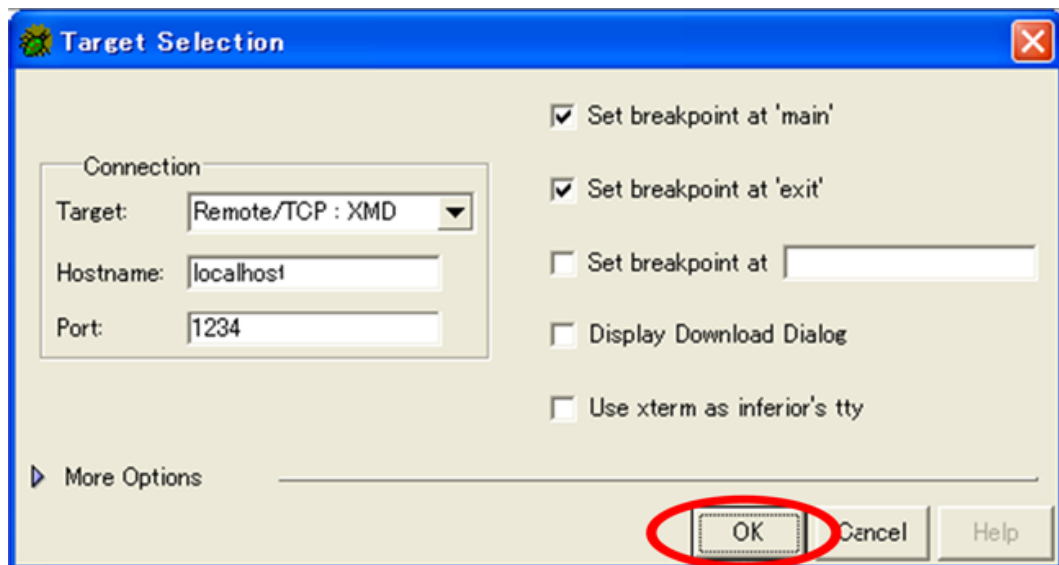 Target Selection
Connection
Target:
Remote/TCP : XMD
Hostname:
localhost
Port:
1234
Set breakpoint at 'main'
Set breakpoint at 'exit'
Set breakpoint at
Display Download Dialog
Use xterm as inferior's tty
More Options
OK
Cancel
Help